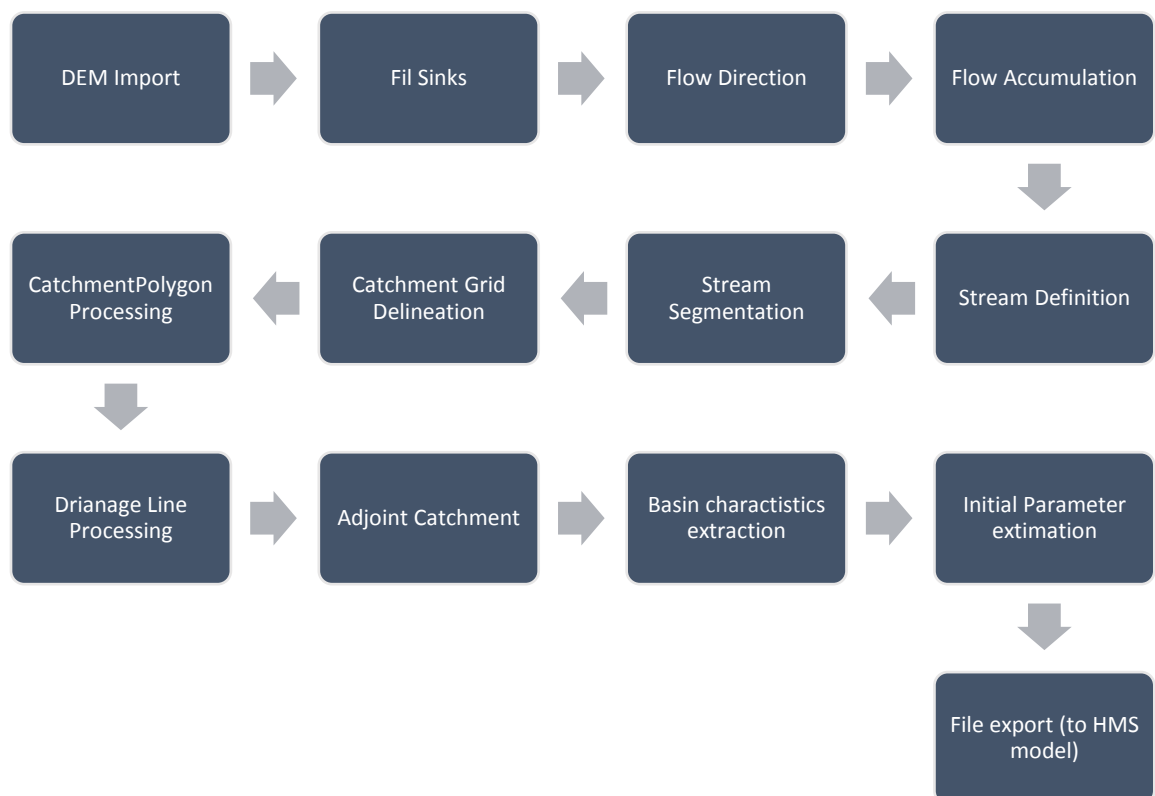 DEM Import
Fil Sinks
Flow Direction
Flow Accumulation
Stream Definition
Stream
Segmentation
Catchment Grid
Delineation
CatchmentPolygon
Processing
Drianage Line
Processing
Adjoint Catchment
Basin charactistics
extraction
Initial Parameter
extimation
File export (to HMS
model)